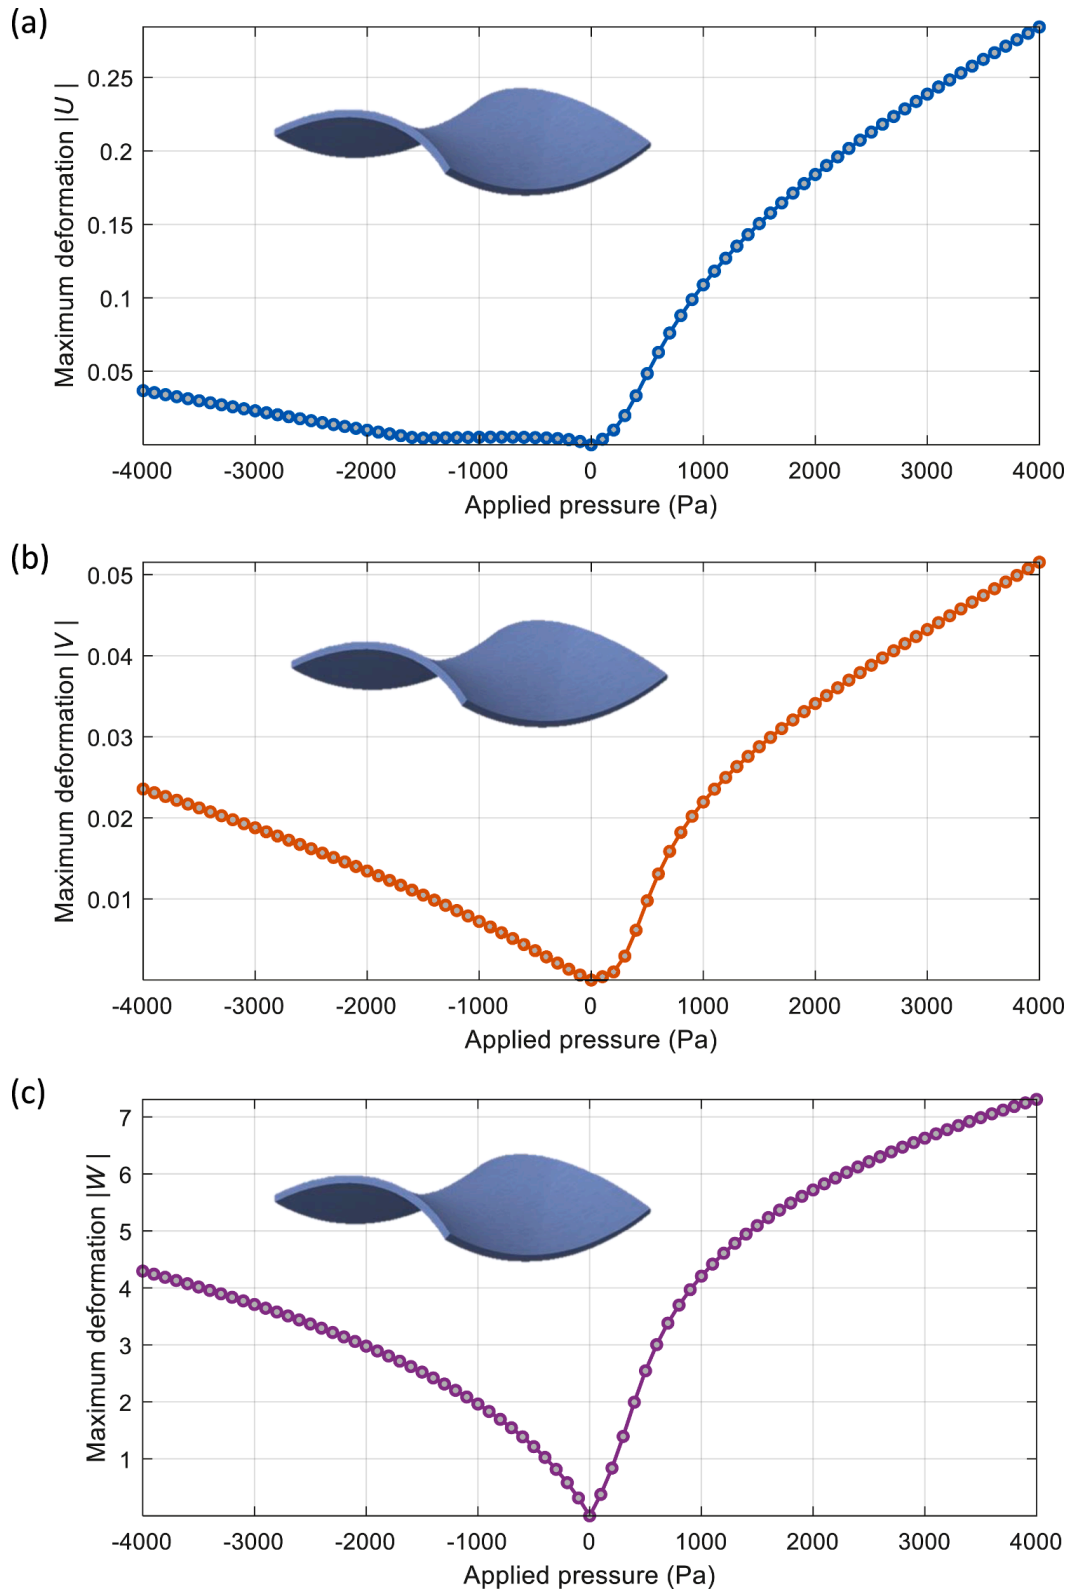 (a)
Maximum deformation |U|
0.25
0.2
0.15
0.1
0.05
-4000 -3000 -2000 -1000 0 1000 2000 3000 4000
Applied pressure (Pa)
(b)
Maximum deformation |V|
0.05
0.04
0.03
0.02
0.01
-4000 -3000 -2000 -1000 0 1000 2000 3000 4000
Applied pressure (Pa)
(c)
Maximum deformation |W|
7
6
5
4
3
2
1
-4000 -3000 -2000 -1000 0 1000 2000 3000 4000
Applied pressure (Pa)